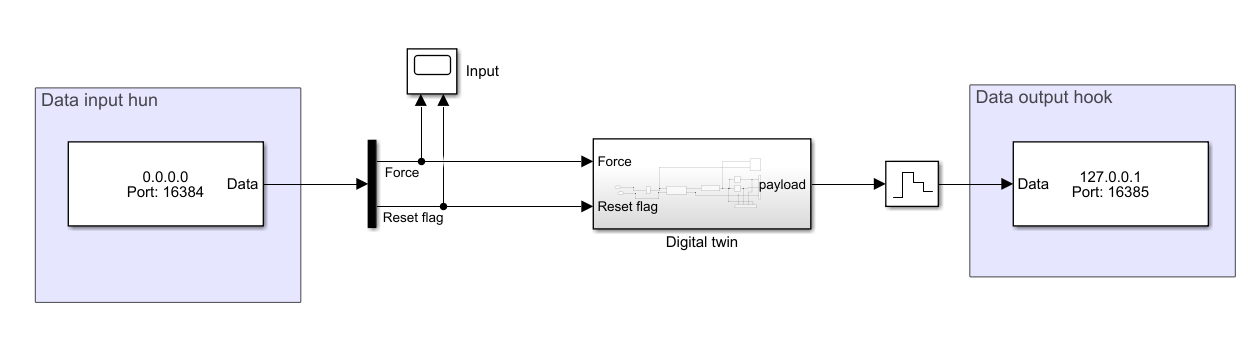 Input
Data input hun
0.0.0.0
Port: 16384
Data
Force
Reset flag
Force
Reset flag
payload
Digital twin
Data output hook
Data
127.0.0.1
Port: 16385